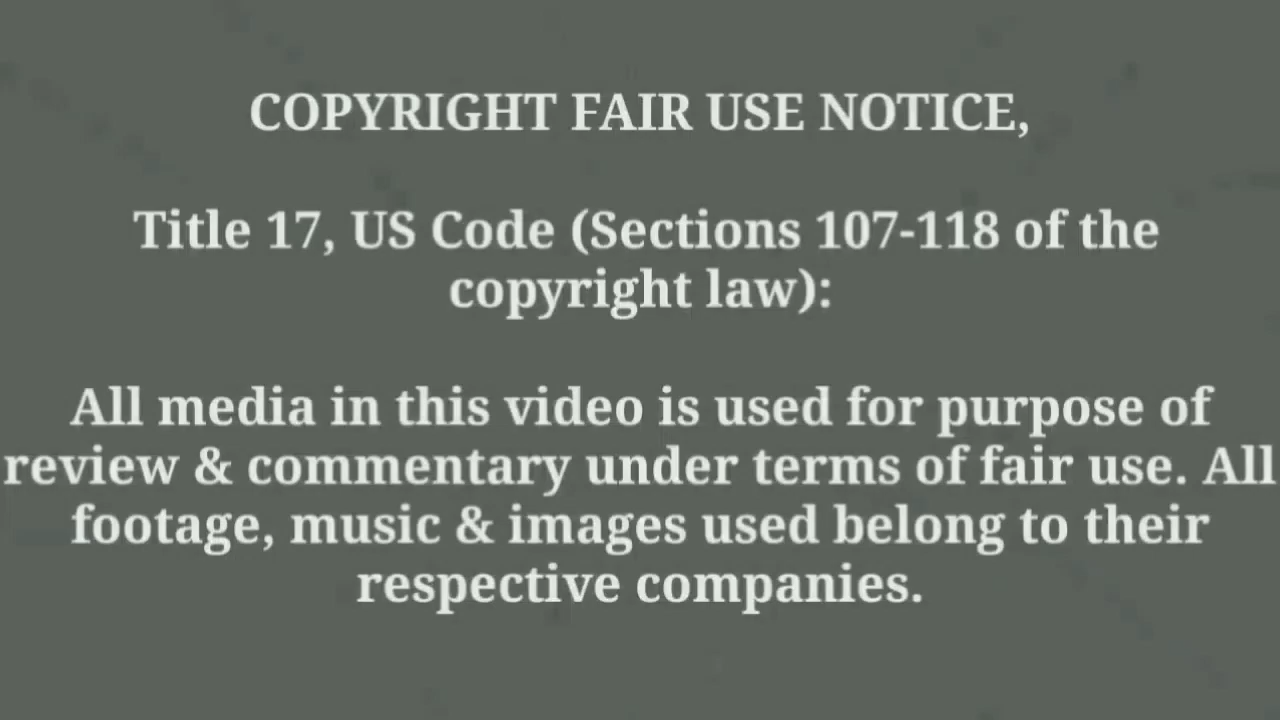 COPYRIGHT FAIR USE NOTICE,
Title 17, US Code (Sections 107-118 of the
copyright law):
All media in this video is used for purpose of
review & commentary under terms of fair use. All
footage, music & images used belong to their
respective companies.